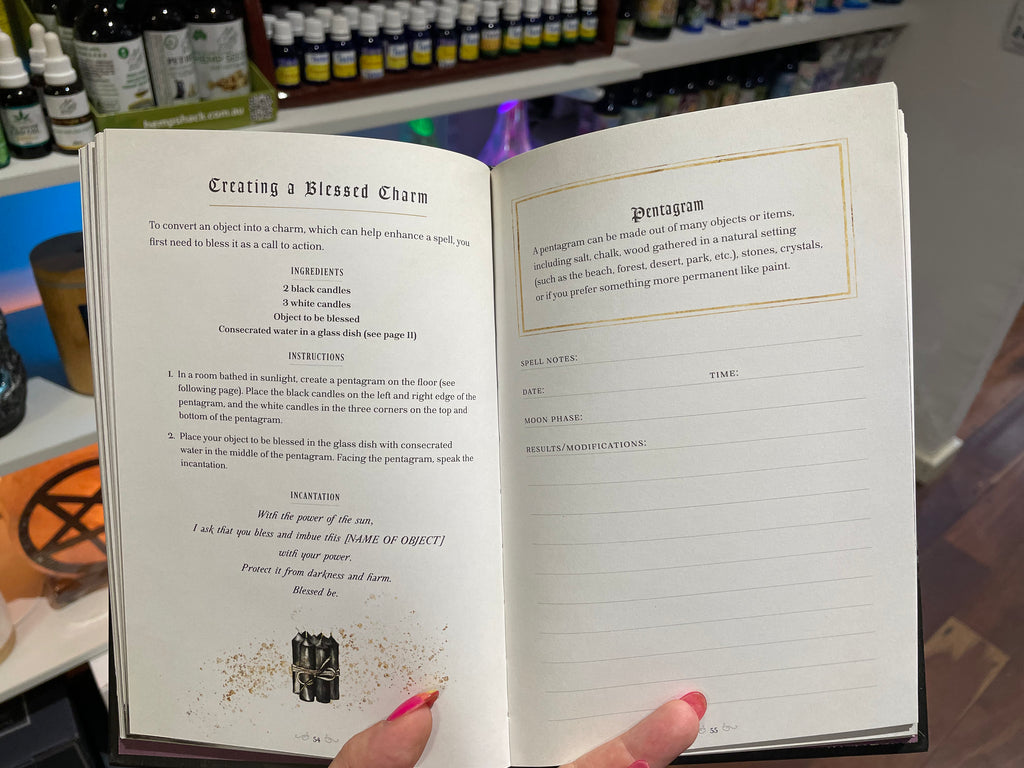 hempshack.com.au
Creating a Blessed Charm
To convert an object into a charm, which can help enhance a spell, you
first need to bless it as a call to action.
INGREDIENTS
2 black candles
3 white candles
Object to be blessed
Consecrated water in a glass dish (see page 11)
INSTRUCTIONS
1. In a room bathed in sunlight, create a pentagram on the floor (see
following page). Place the black candles on the left and right edge of the
pentagram, and the white candles in the three corners on the top and
bottom of the pentagram.
2. Place your object to be blessed in the glass dish with consecrated
water in the middle of the pentagram. Facing the pentagram, speak the
incantation.
INCANTATION
With the power of the sun,
I ask that you bless and imbue this [NAME OF OBJECT]
with your power.
Protect it from darkness and harm.
Blessed be.
54
Pentagram
A pentagram can be made out of many objects or items,
including salt, chalk, wood gathered in a natural setting
(such as the beach, forest, desert, park, etc.), stones, crystals,
or if you prefer something more permanent like paint.
SPELL NOTES:
DATE: TIME:
MOON PHASE:
RESULTS/MODIFICATIONS:
55